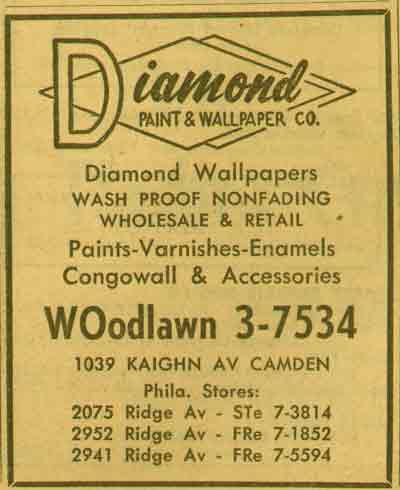 Diamond
PAINT & WALLPAPER CO.
Diamond Wallpapers
WASH PROOF NONFADING
WHOLESALE & RETAIL
Paints-Varnishes-Enamels
Congowall & Accessories
WOodlawn 3-7534
1039 KAIGHN AV CAMDEN
Phila. Stores:
2075 Ridge Av - STe 7-3814
2952 Ridge Av - FRe 7-1852
2941 Ridge Av - FRe 7-5594